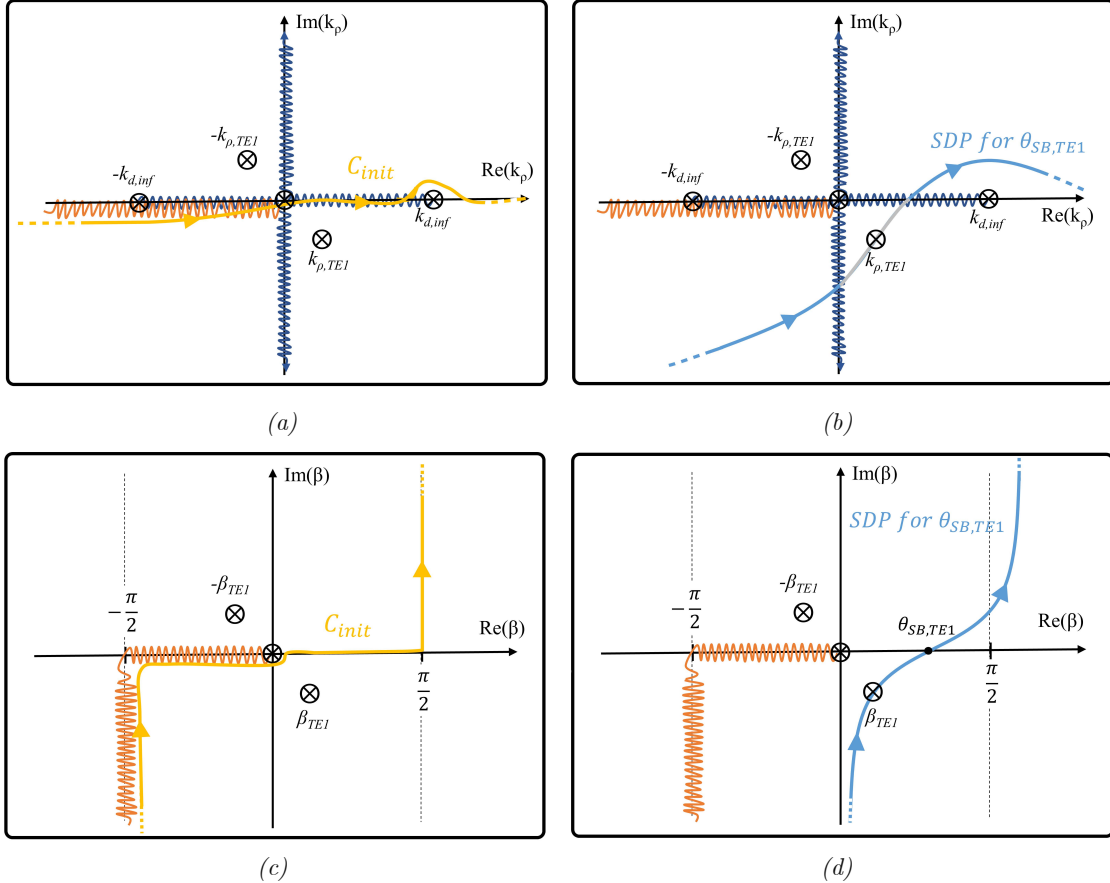 Im(kρ)
-kρ,TE1
Cinit
Re(kρ)
-kd,inf
kd,inf
kρ,TE1
(a)
Im(kρ)
-kρ,TE1
SDP for θSB,TE1
-kd,inf
kd,inf
Re(kρ)
kρ,TE1
(b)
Im(β)
-βTE1
-π/2
Cinit
Re(β)
π/2
βTE1
(c)
Im(β)
SDP for θSB,TE1
-βTE1
-π/2
θSB,TE1
Re(β)
π/2
βTE1
(d)